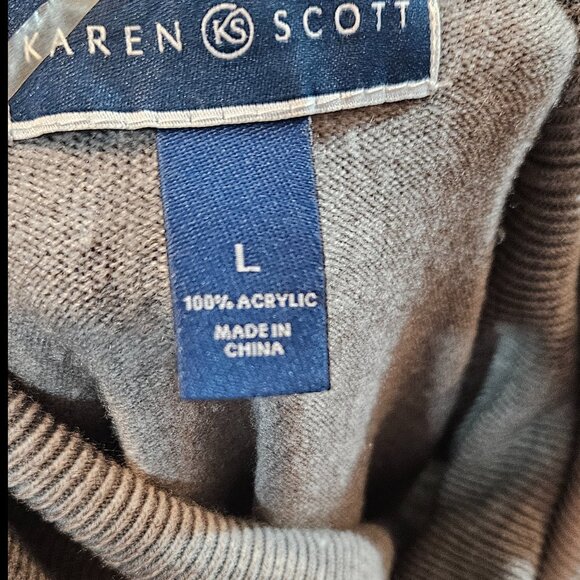 KAREN KS SCOTT
L
100% ACRYLIC
MADE IN
CHINA